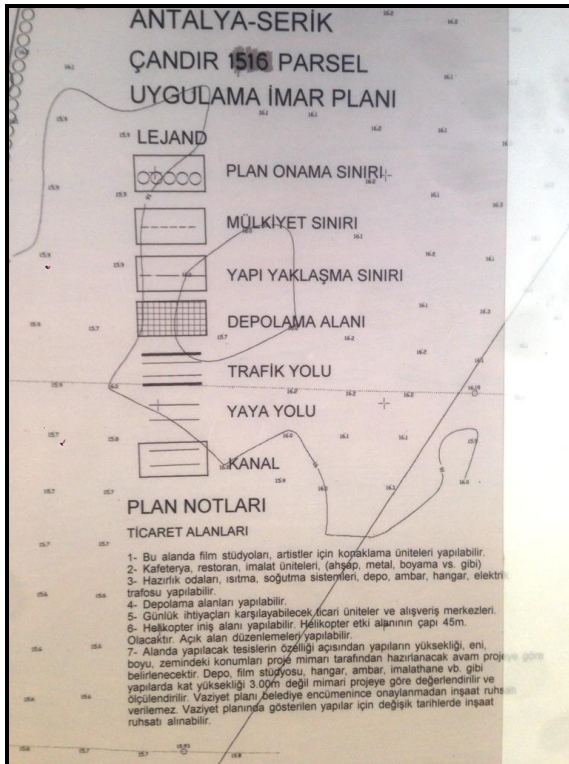 ANTALYA-SERİK
ÇANDIR 1516 PARSEL
UYGULAMA İMAR PLANI
LEJAND
PLAN ONAMA SINIRI
MÜLKİYET SINIRI
YAPI YAKLAŞMA SINIRI
DEPOLAMA ALANI
TRAFİK YOLU
YAYA YOLU
KANAL
PLAN NOTLARI
TİCARET ALANLARI
1- Bu alanda film stüdyoları, artistler için konaklama üniteleri yapılabilir.
2- Kafeterya, restoran, imalat üniteleri, (ahşap, metal, boyama vs. gibi)
3- Hazırlık odaları, ısıtma, soğutma sistemleri, depo, ambar, hangar, elektrik
trafosu yapılabilir.
4- Depolama alanları yapılabilir.
5- Günlük ihtiyaçları karşılayabilecek ticari üniteler ve alışveriş merkezleri.
6- Helikopter iniş alanı yapılabilir. Helikopter etki alanının çapı 45m.
Olacaktır. Açık alan düzenlemeleri yapılabilir.
7- Alanda yapılacak tesislerin özelliği açısından yapıların yüksekliği, eni,
boyu, zemindeki konumları proje mimarı tarafından hazırlanacak avam projeye göre
belirlenecektir. Depo, film stüdyosu, hangar, ambar, imalathane vb. gibi
yapılarda kat yüksekliği 3.00m değil mimari projeye göre değerlendirilir ve
ölçülendirilir. Vaziyet planı belediye encümenince onaylanmadan inşaat ruhsatı
verilemez. Vaziyet planında gösterilen yapılar için değişik tarihlerde inşaat
ruhsatı alınabilir.